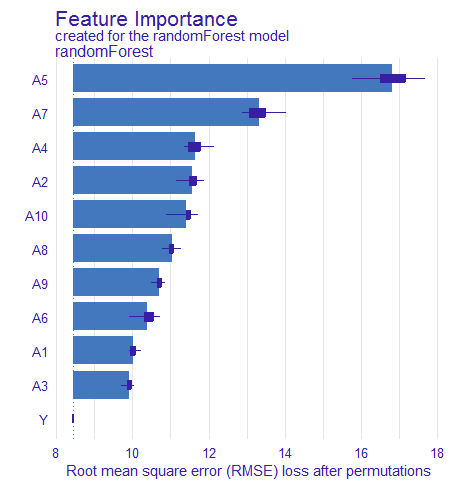 Feature Importance
created for the randomForest model
randomForest
A5
A7
A4
A2
A10
A8
A9
A6
A1
A3
Y
8 10 12 14 16 18
Root mean square error (RMSE) loss after permutations